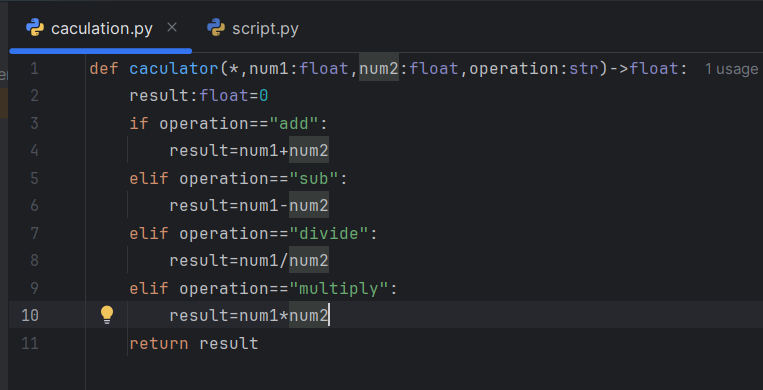 caculation.py × script.py
1 def caculator(*,num1:float,num2:float,operation:str)->float: 1 usage
2     result:float=0
3     if operation=="add":
4         result=num1+num2
5     elif operation=="sub":
6         result=num1-num2
7     elif operation=="divide":
8         result=num1/num2
9     elif operation=="multiply":
10         result=num1*num2
11     return result